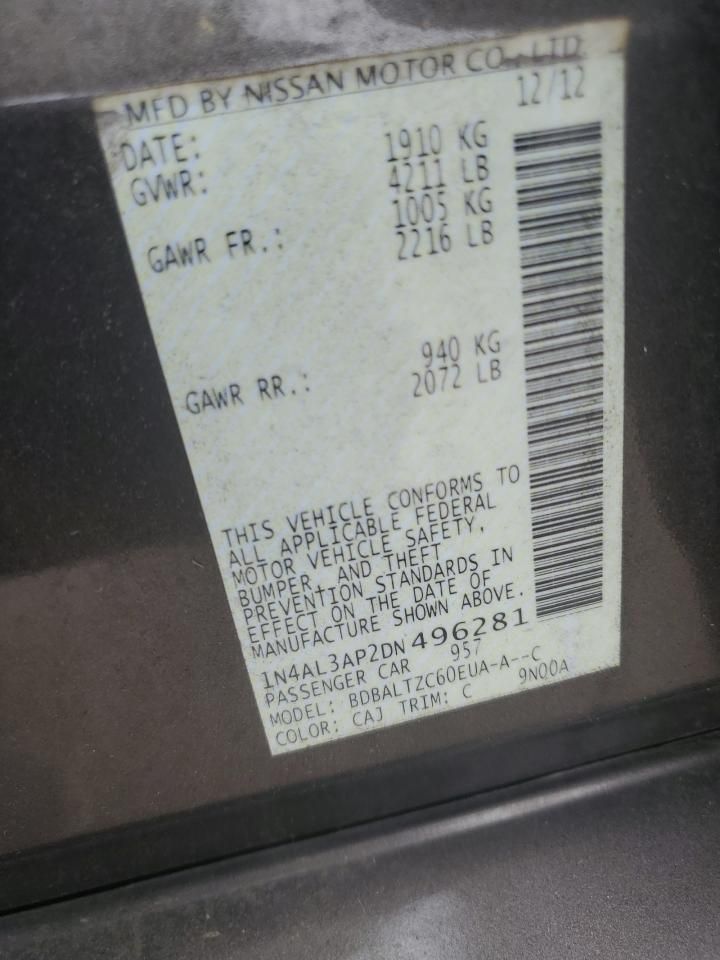 MFD BY NISSAN MOTOR CO., LTD
DATE: 12/12
GVWR: 1910 KG
4211 LB
GAWR FR.: 1005 KG
2216 LB
GAWR RR.: 940 KG
2072 LB
THIS VEHICLE CONFORMS TO
ALL APPLICABLE FEDERAL
MOTOR VEHICLE SAFETY,
BUMPER, AND THEFT
PREVENTION STANDARDS IN
EFFECT ON THE DATE OF
MANUFACTURE SHOWN ABOVE.
1N4AL3AP2DN 496281
PASSENGER CAR 957
MODEL: BDBALTZC60EUA-A--C
COLOR: CAJ TRIM: C 9N00A